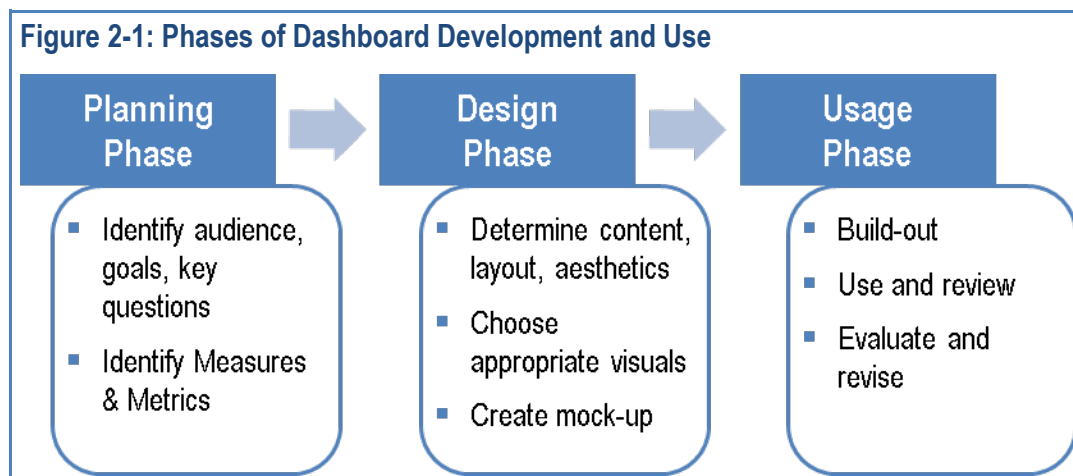 Figure 2-1: Phases of Dashboard Development and Use
Planning
Phase
Identify audience,
goals, key
questions
Identify Measures
& Metrics
Design
Phase
Determine content,
layout, aesthetics
Choose
appropriate visuals
Create mock-up
Usage
Phase
Build-out
Use and review
Evaluate and
revise